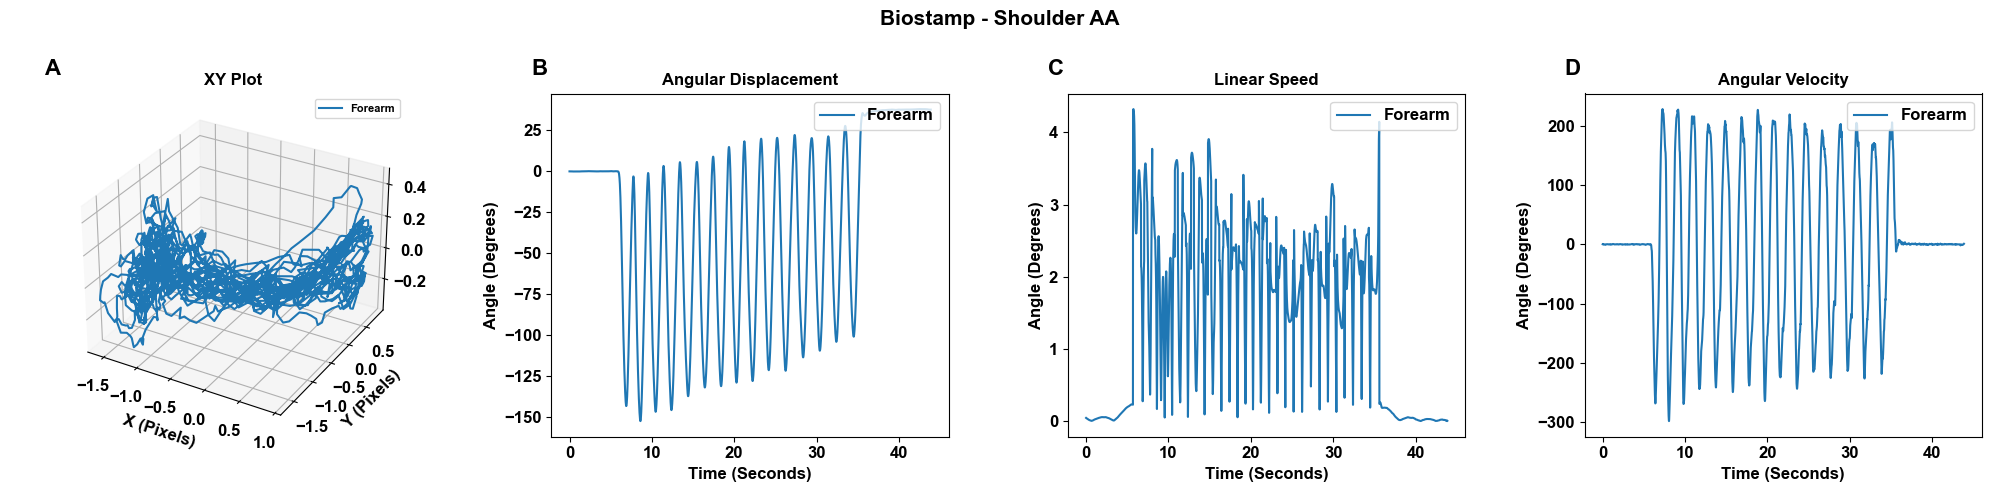 Biostamp - Shoulder AA
A
XY Plot
Forearm
0.4
0.2
0.0
−0.2
−1.5
−1.0
−0.5
0.0
0.5
1.0
X (Pixels)
0.5
0.0
−0.5
−1.0
−1.5
Y (Pixels)
B
Angular Displacement
Forearm
25
0
−25
−50
−75
−100
−125
−150
Angle (Degrees)
0 10 20 30 40
Time (Seconds)
C
Linear Speed
Forearm
4
3
2
1
0
Angle (Degrees)
0 10 20 30 40
Time (Seconds)
D
Angular Velocity
Forearm
200
100
0
−100
−200
−300
Angle (Degrees)
0 10 20 30 40
Time (Seconds)